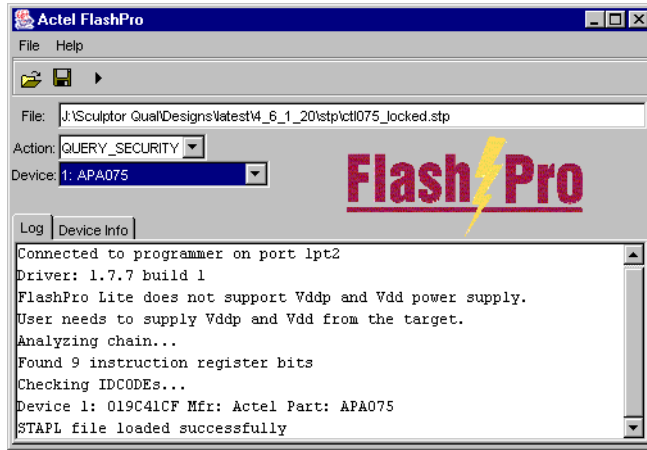 Actel FlashPro
File Help
File: J:\Sculptor Qual\Designs\latest\4_6_1_20\stp\ctl075_locked.stp
Action: QUERY_SECURITY
Device: 1: APA075
Flash Pro
Log Device Info
Connected to programmer on port lpt2
Driver: 1.7.7 build 1
FlashPro Lite does not support Vddp and Vdd power supply.
User needs to supply Vddp and Vdd from the target.
Analyzing chain...
Found 9 instruction register bits
Checking IDCODEs...
Device 1: 019C41CF Mfr: Actel Part: APA075
STAPL file loaded successfully